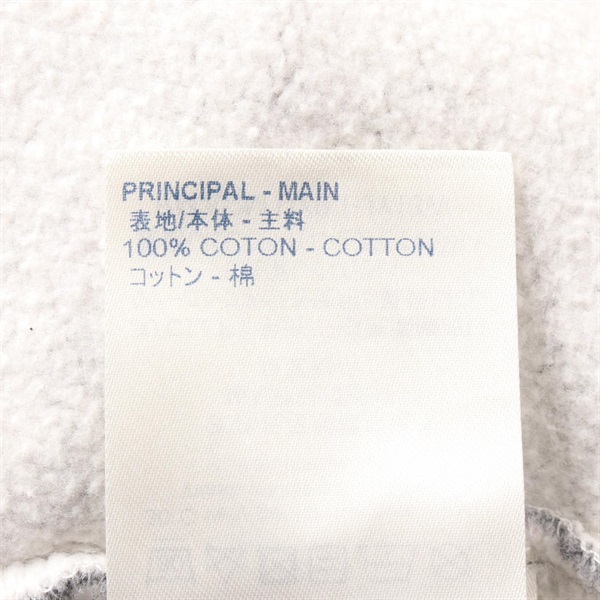 PRINCIPAL - MAIN
表地/本体 - 主料
100% COTON - COTTON
コットン - 棉